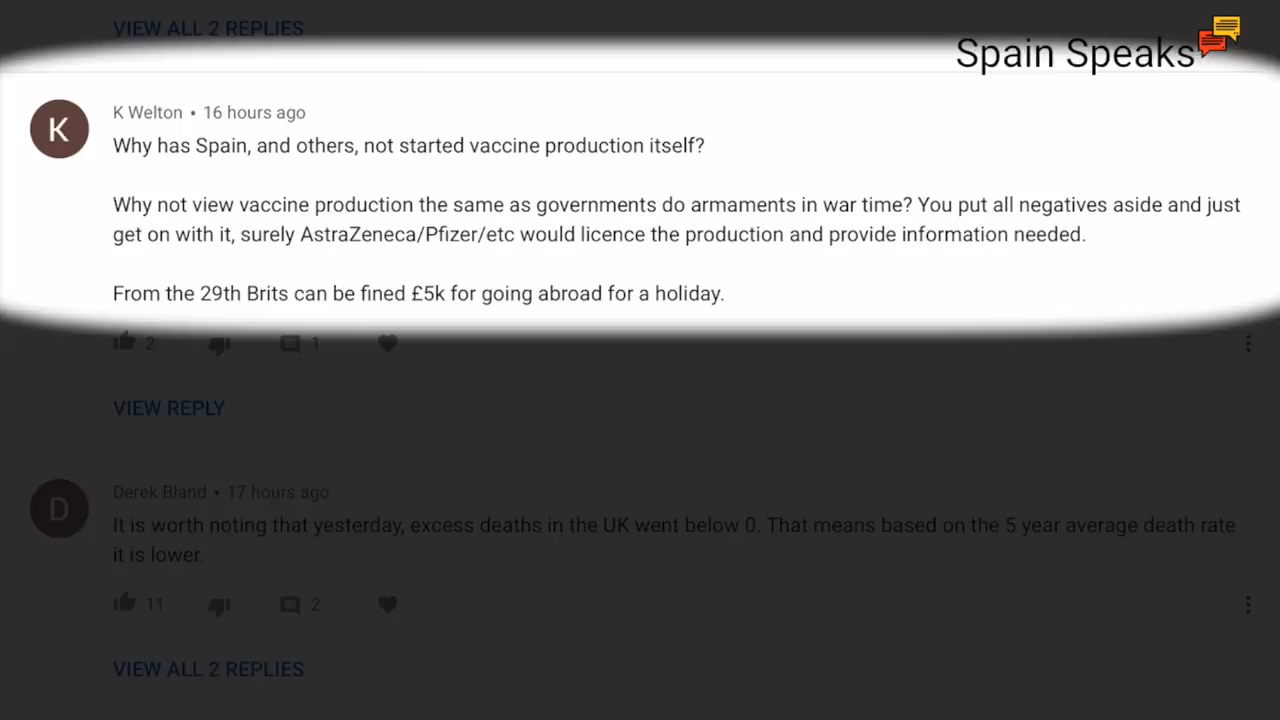 VIEW ALL 2 REPLIES
Spain Speaks
K
K Welton • 16 hours ago
Why has Spain, and others, not started vaccine production itself?
Why not view vaccine production the same as governments do armaments in war time? You put all negatives aside and just
get on with it, surely AstraZeneca/Pfizer/etc would licence the production and provide information needed.
From the 29th Brits can be fined £5k for going abroad for a holiday.
2 1
VIEW REPLY
D
Derek Bland • 17 hours ago
It is worth noting that yesterday, excess deaths in the UK went below 0. That means based on the 5 year average death rate
it is lower.
11 2
VIEW ALL 2 REPLIES